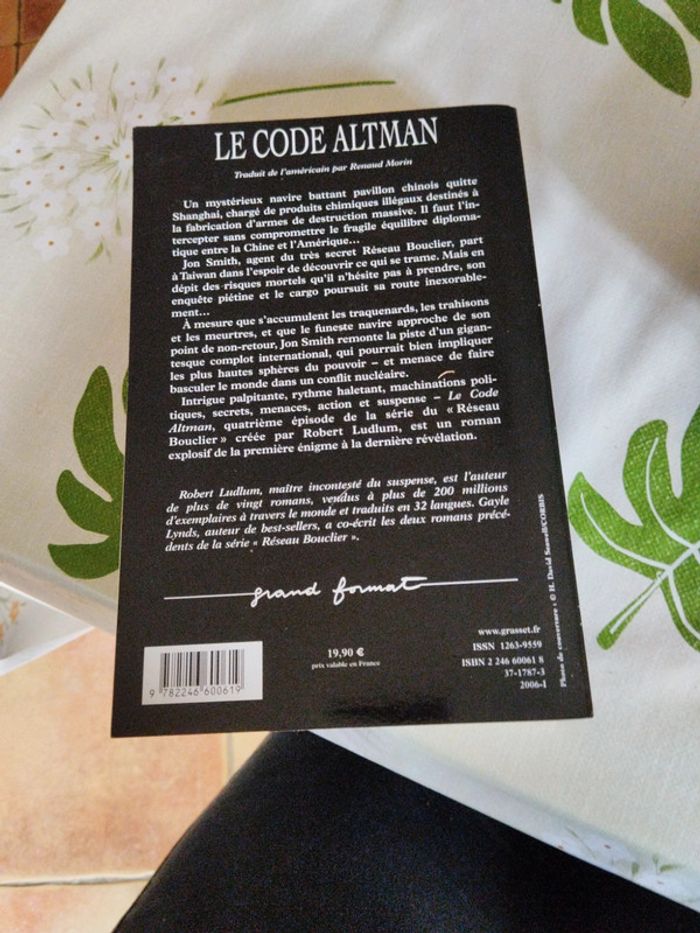 LE CODE ALTMAN
Traduit de l'américain par Renaud Morin
Un mystérieux navire battant pavillon chinois quitte
Shanghai, chargé de produits chimiques illégaux destinés à
la fabrication d'armes de destruction massive. Il faut l'in-
tercepter sans compromettre le fragile équilibre diploma-
tique entre la Chine et l'Amérique…
Jon Smith, agent du très secret Réseau Bouclier, part
à Taiwan dans l'espoir de découvrir ce qui se trame. Mais en
dépit des risques mortels qu'il n'hésite pas à prendre, son
enquête piétine et le cargo poursuit sa route inexorable-
ment…
À mesure que s'accumulent les traquenards, les trahisons
et les meurtres, et que le funeste navire approche de son
point de non-retour, Jon Smith remonte la piste d'un gigan-
tesque complot international, qui pourrait bien impliquer
les plus hautes sphères du pouvoir – et menace de faire
basculer le monde dans un conflit nucléaire.
Intrigue palpitante, rythme haletant, machinations poli-
tiques, secrets, menaces, action et suspense – Le Code
Altman, quatrième épisode de la série du « Réseau
Bouclier » créée par Robert Ludlum, est un roman
explosif de la première énigme à la dernière révélation.
Robert Ludlum, maître incontesté du suspense, est l'auteur
de plus de vingt romans, vendus à plus de 200 millions
d'exemplaires à travers le monde et traduits en 32 langues. Gayle
Lynds, auteur de best-sellers, a co-écrit les deux romans précé-
dents de la série « Réseau Bouclier ».
grand format
www.grasset.fr
ISSN 1263-9559
ISBN 2 246 60061 8
37-1787-3
2006-I
19,90 €
prix valable en France
9 782246 600619
Photo de couverture : © H. David Seawell/CORBIS